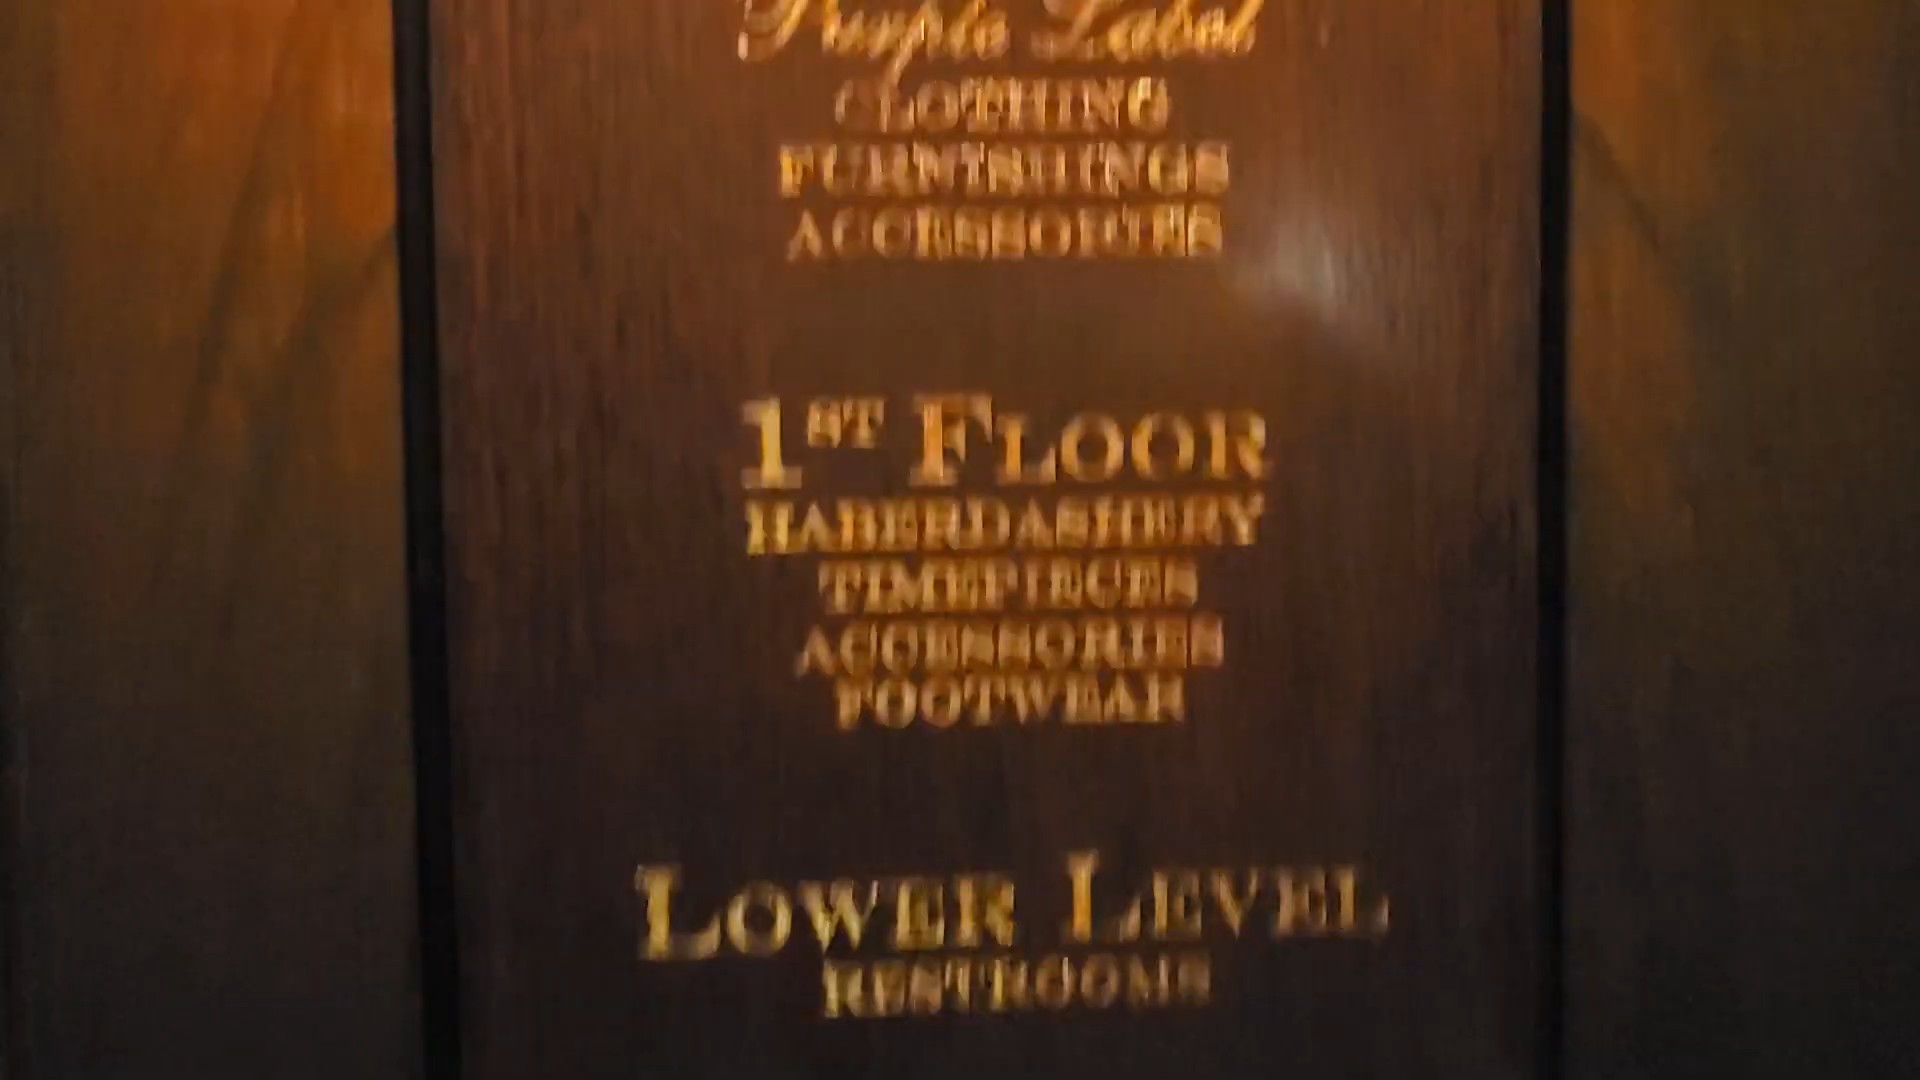 Purple Label
CLOTHING
FURNISHINGS
ACCESSORIES
1ST FLOOR
HABERDASHERY
TIMEPIECES
ACCESSORIES
FOOTWEAR
LOWER LEVEL
RESTROOMS